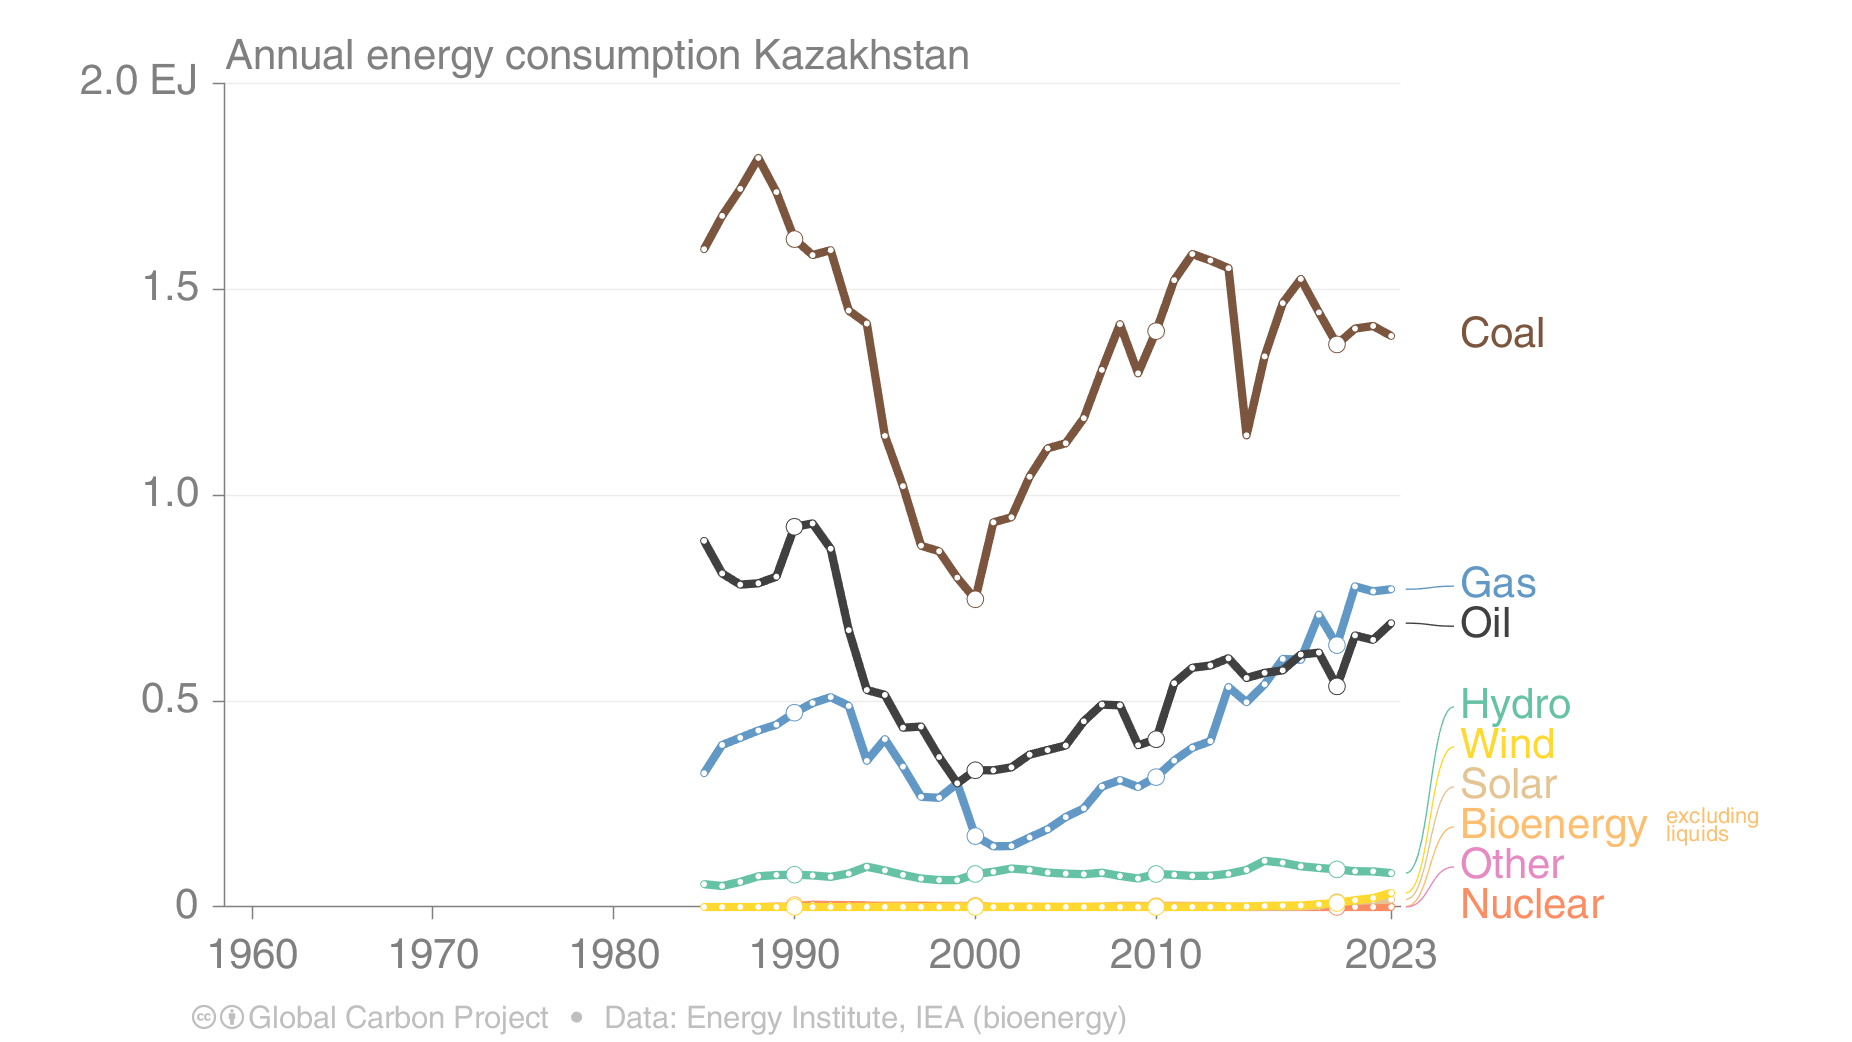 Annual energy consumption Kazakhstan
2.0 EJ
1.5
1.0
0.5
0
1960 1970 1980 1990 2000 2010 2023
Coal
Gas
Oil
Hydro
Wind
Solar
Bioenergy excluding liquids
Other
Nuclear
cc Global Carbon Project • Data: Energy Institute, IEA (bioenergy)